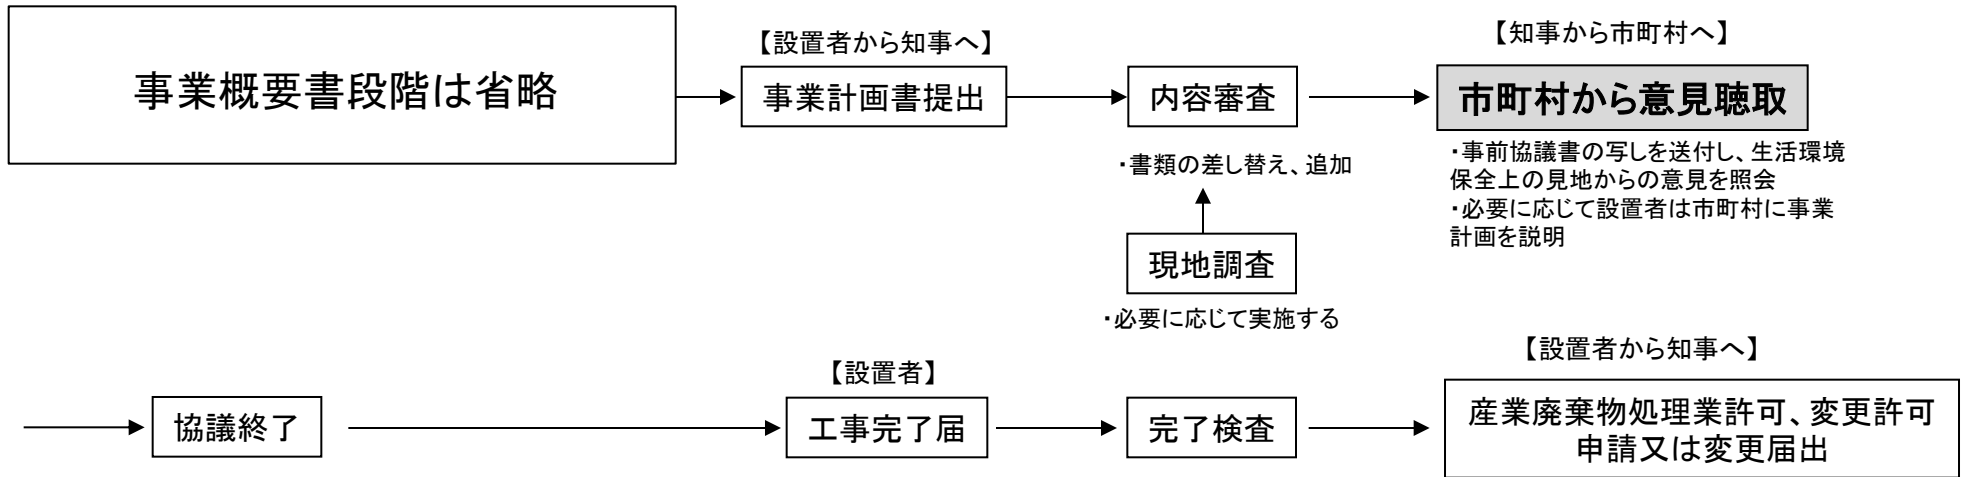 事業概要書段階は省略
【設置者から知事へ】
事業計画書提出
内容審査
【知事から市町村へ】
市町村から意見聴取
・書類の差し替え、追加
・事前協議書の写しを送付し、生活環境
保全上の見地からの意見を照会
・必要に応じて設置者は市町村に事業
計画を説明
現地調査
・必要に応じて実施する
協議終了
【設置者】
工事完了届
完了検査
【設置者から知事へ】
産業廃棄物処理業許可、変更許可
申請又は変更届出